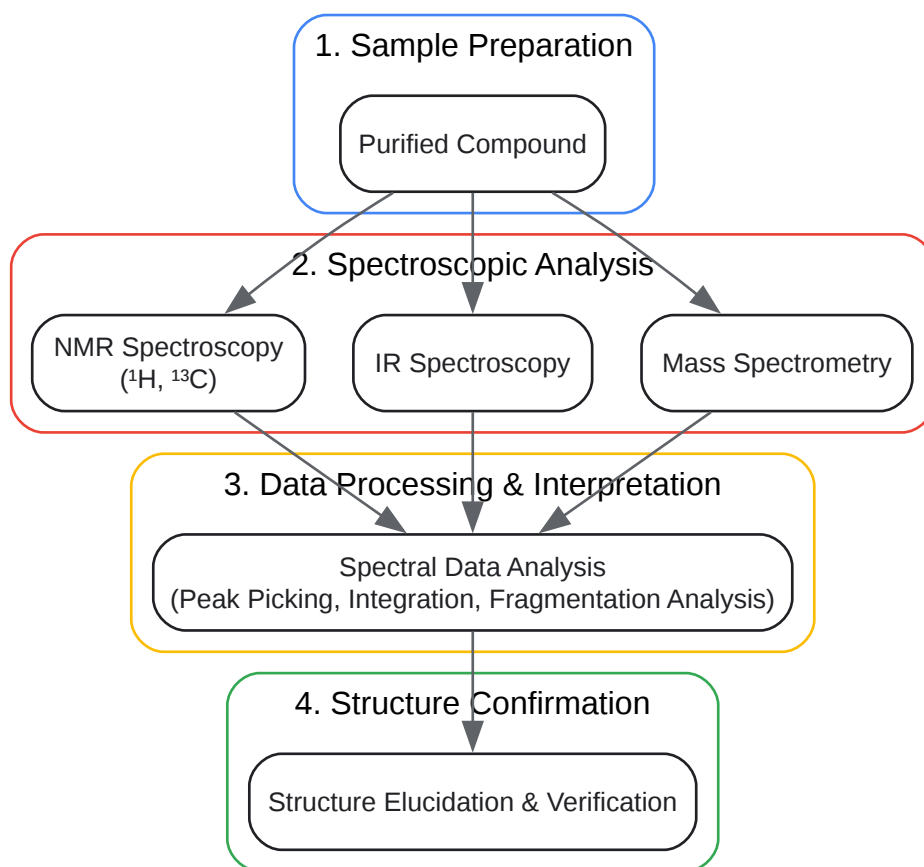 1. Sample Preparation
Purified Compound
2. Spectroscopic Analysis
NMR Spectroscopy
(¹H, ¹³C)
IR Spectroscopy
Mass Spectrometry
3. Data Processing & Interpretation
Spectral Data Analysis
(Peak Picking, Integration, Fragmentation Analysis)
4. Structure Confirmation
Structure Elucidation & Verification